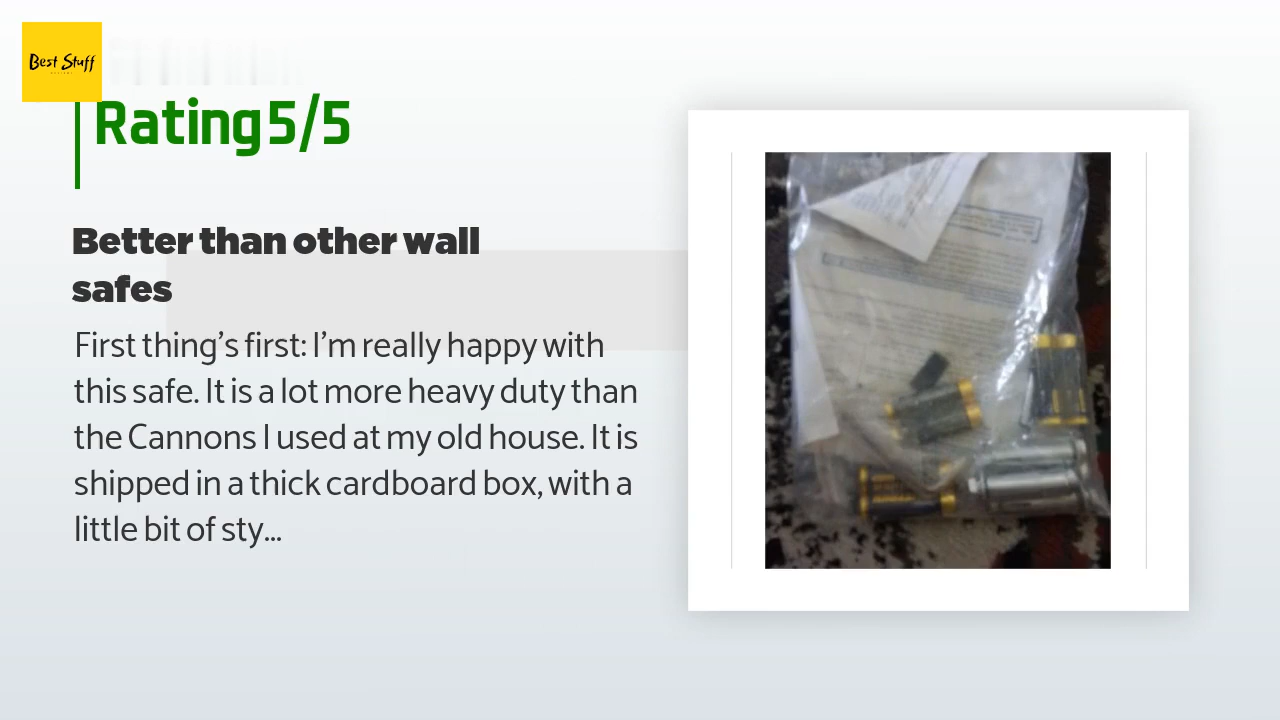 Best Stuff
Rating 5/5
Better than other wall
safes
First thing's first: I'm really happy with
this safe. It is a lot more heavy duty than
the Cannons I used at my old house. It is
shipped in a thick cardboard box, with a
little bit of sty...